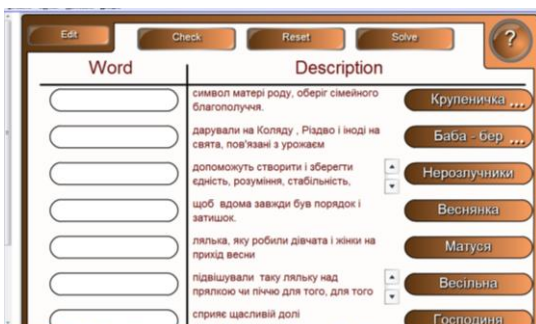 Edit
Check
Reset
Solve
?
Word
Description
символ матері роду, оберіг сімейного
благополуччя.
Крупеничка ...
дарували на Коляду , Різдво і іноді на
свята, пов'язані з урожаєм
Баба - бер ...
допоможуть створити і зберегти
єдність, розуміння, стабільність,
Нерозлучники
щоб вдома завжди був порядок і
затишок.
Веснянка
лялька, яку робили дівчата і жінки на
прихід весни
Матуся
підвішували таку ляльку над
прялкою чи піччю для того, для того
Весільна
сприяє щасливій долі
Господиня